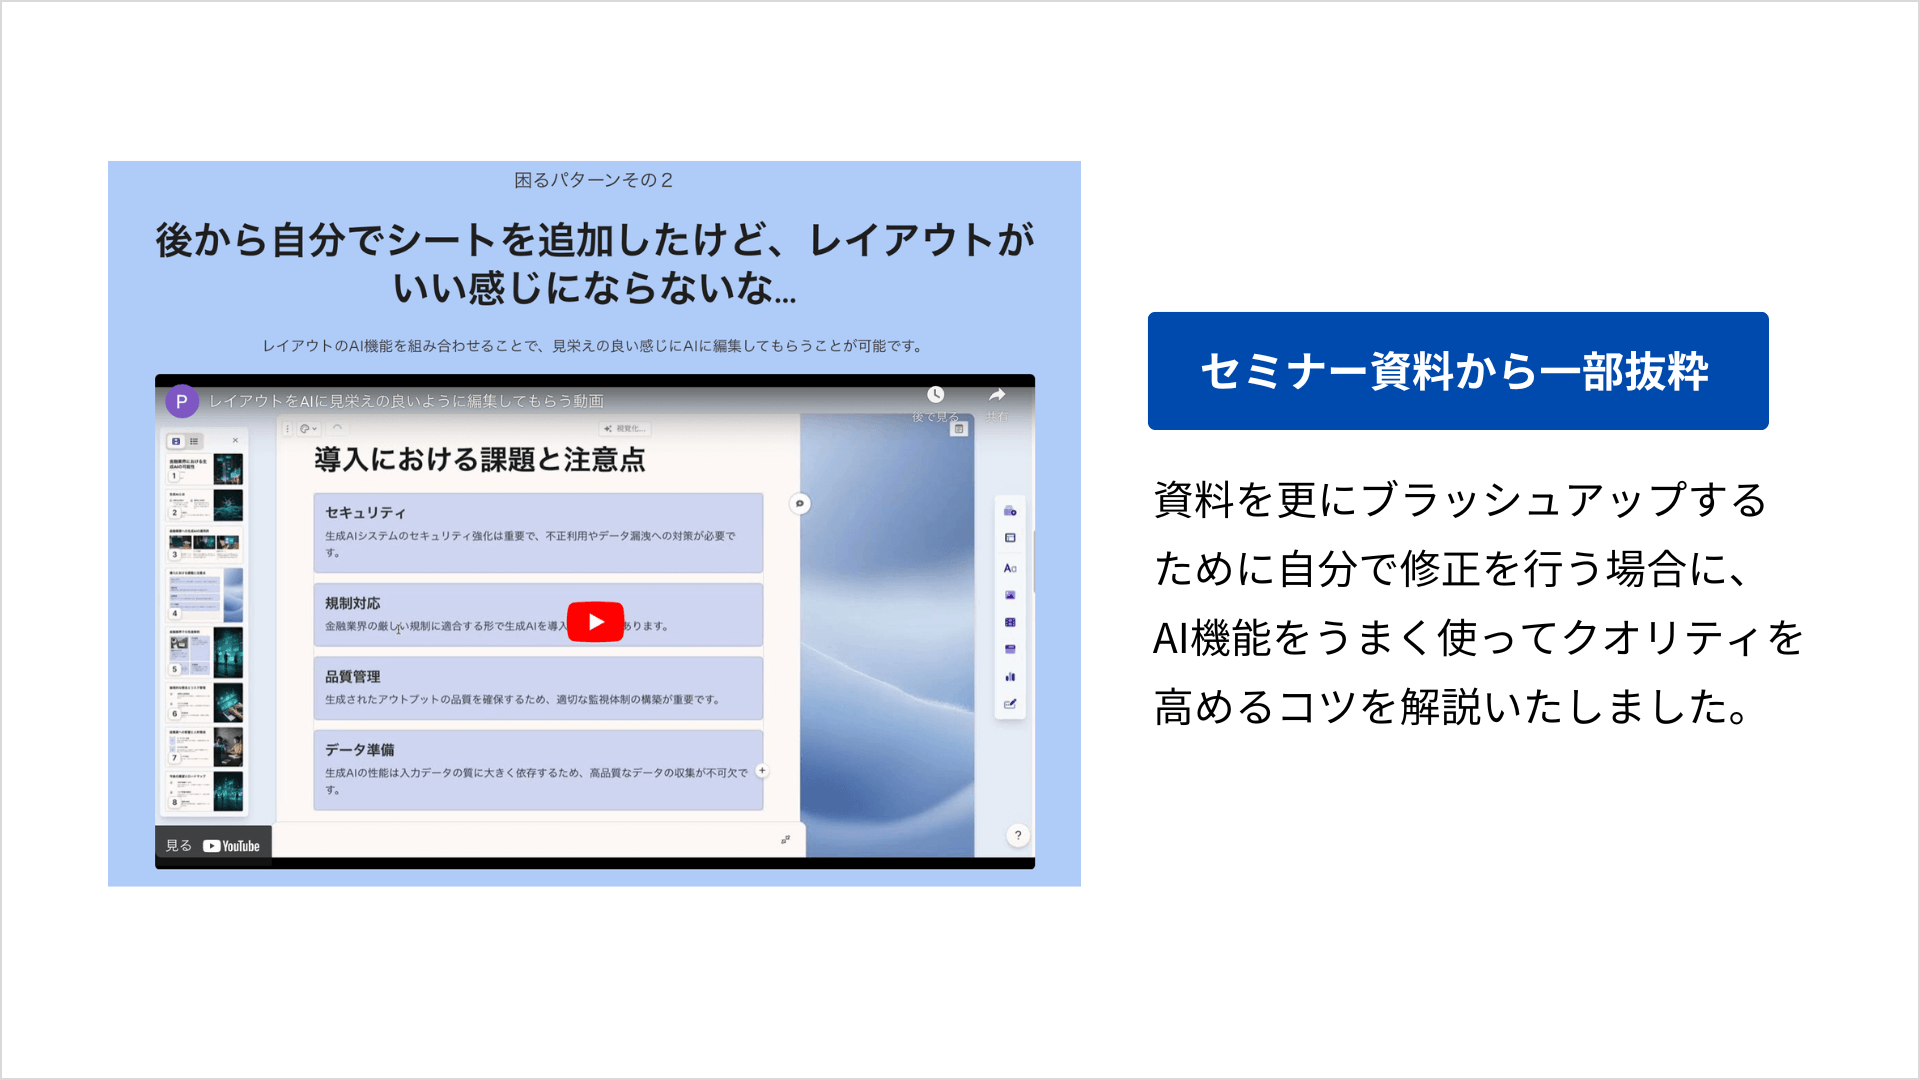 困るパターンその２
後から自分でシートを追加したけど、レイアウトが
いい感じにならないな...
レイアウトのAI機能を組み合わせることで、見栄えの良い感じにAIに編集してもらうことが可能です。
P
レイアウトをAIに見栄えの良いように編集してもらう動画
後で見る
共有
視覚化...
導入における課題と注意点
セキュリティ
生成AIシステムのセキュリティ強化は重要で、不正利用やデータ漏洩への対策が必要で
す。
規制対応
金融業界の厳しい規制に適合する形で生成AIを導入
あります。
品質管理
生成されたアウトプットの品質を確保するため、適切な監視体制の構築が重要です。
データ準備
生成AIの性能は入力データの質に大きく依存するため、高品質なデータの収集が不可欠で
す。
1
2
3
4
5
6
7
8
見る
YouTube
?
セミナー資料から一部抜粋
資料を更にブラッシュアップする
ために自分で修正を行う場合に、
AI機能をうまく使ってクオリティを
高めるコツを解説いたしました。